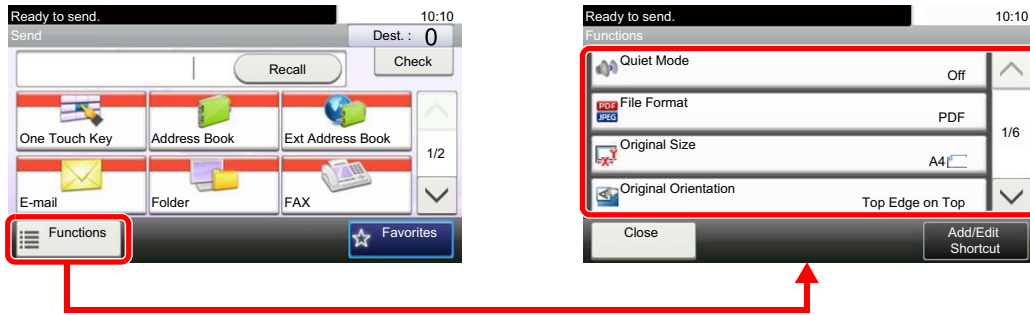 Ready to send. 10:10
Send Dest. : 0
Recall Check
One Touch Key Address Book Ext Address Book
1/2
E-mail Folder FAX
Functions Favorites
Ready to send. 10:10
Functions
Quiet Mode
Off
PDF File Format
JPEG PDF
1/6
X Y Original Size
A4
Original Orientation
Top Edge on Top
Close Add/Edit
Shortcut